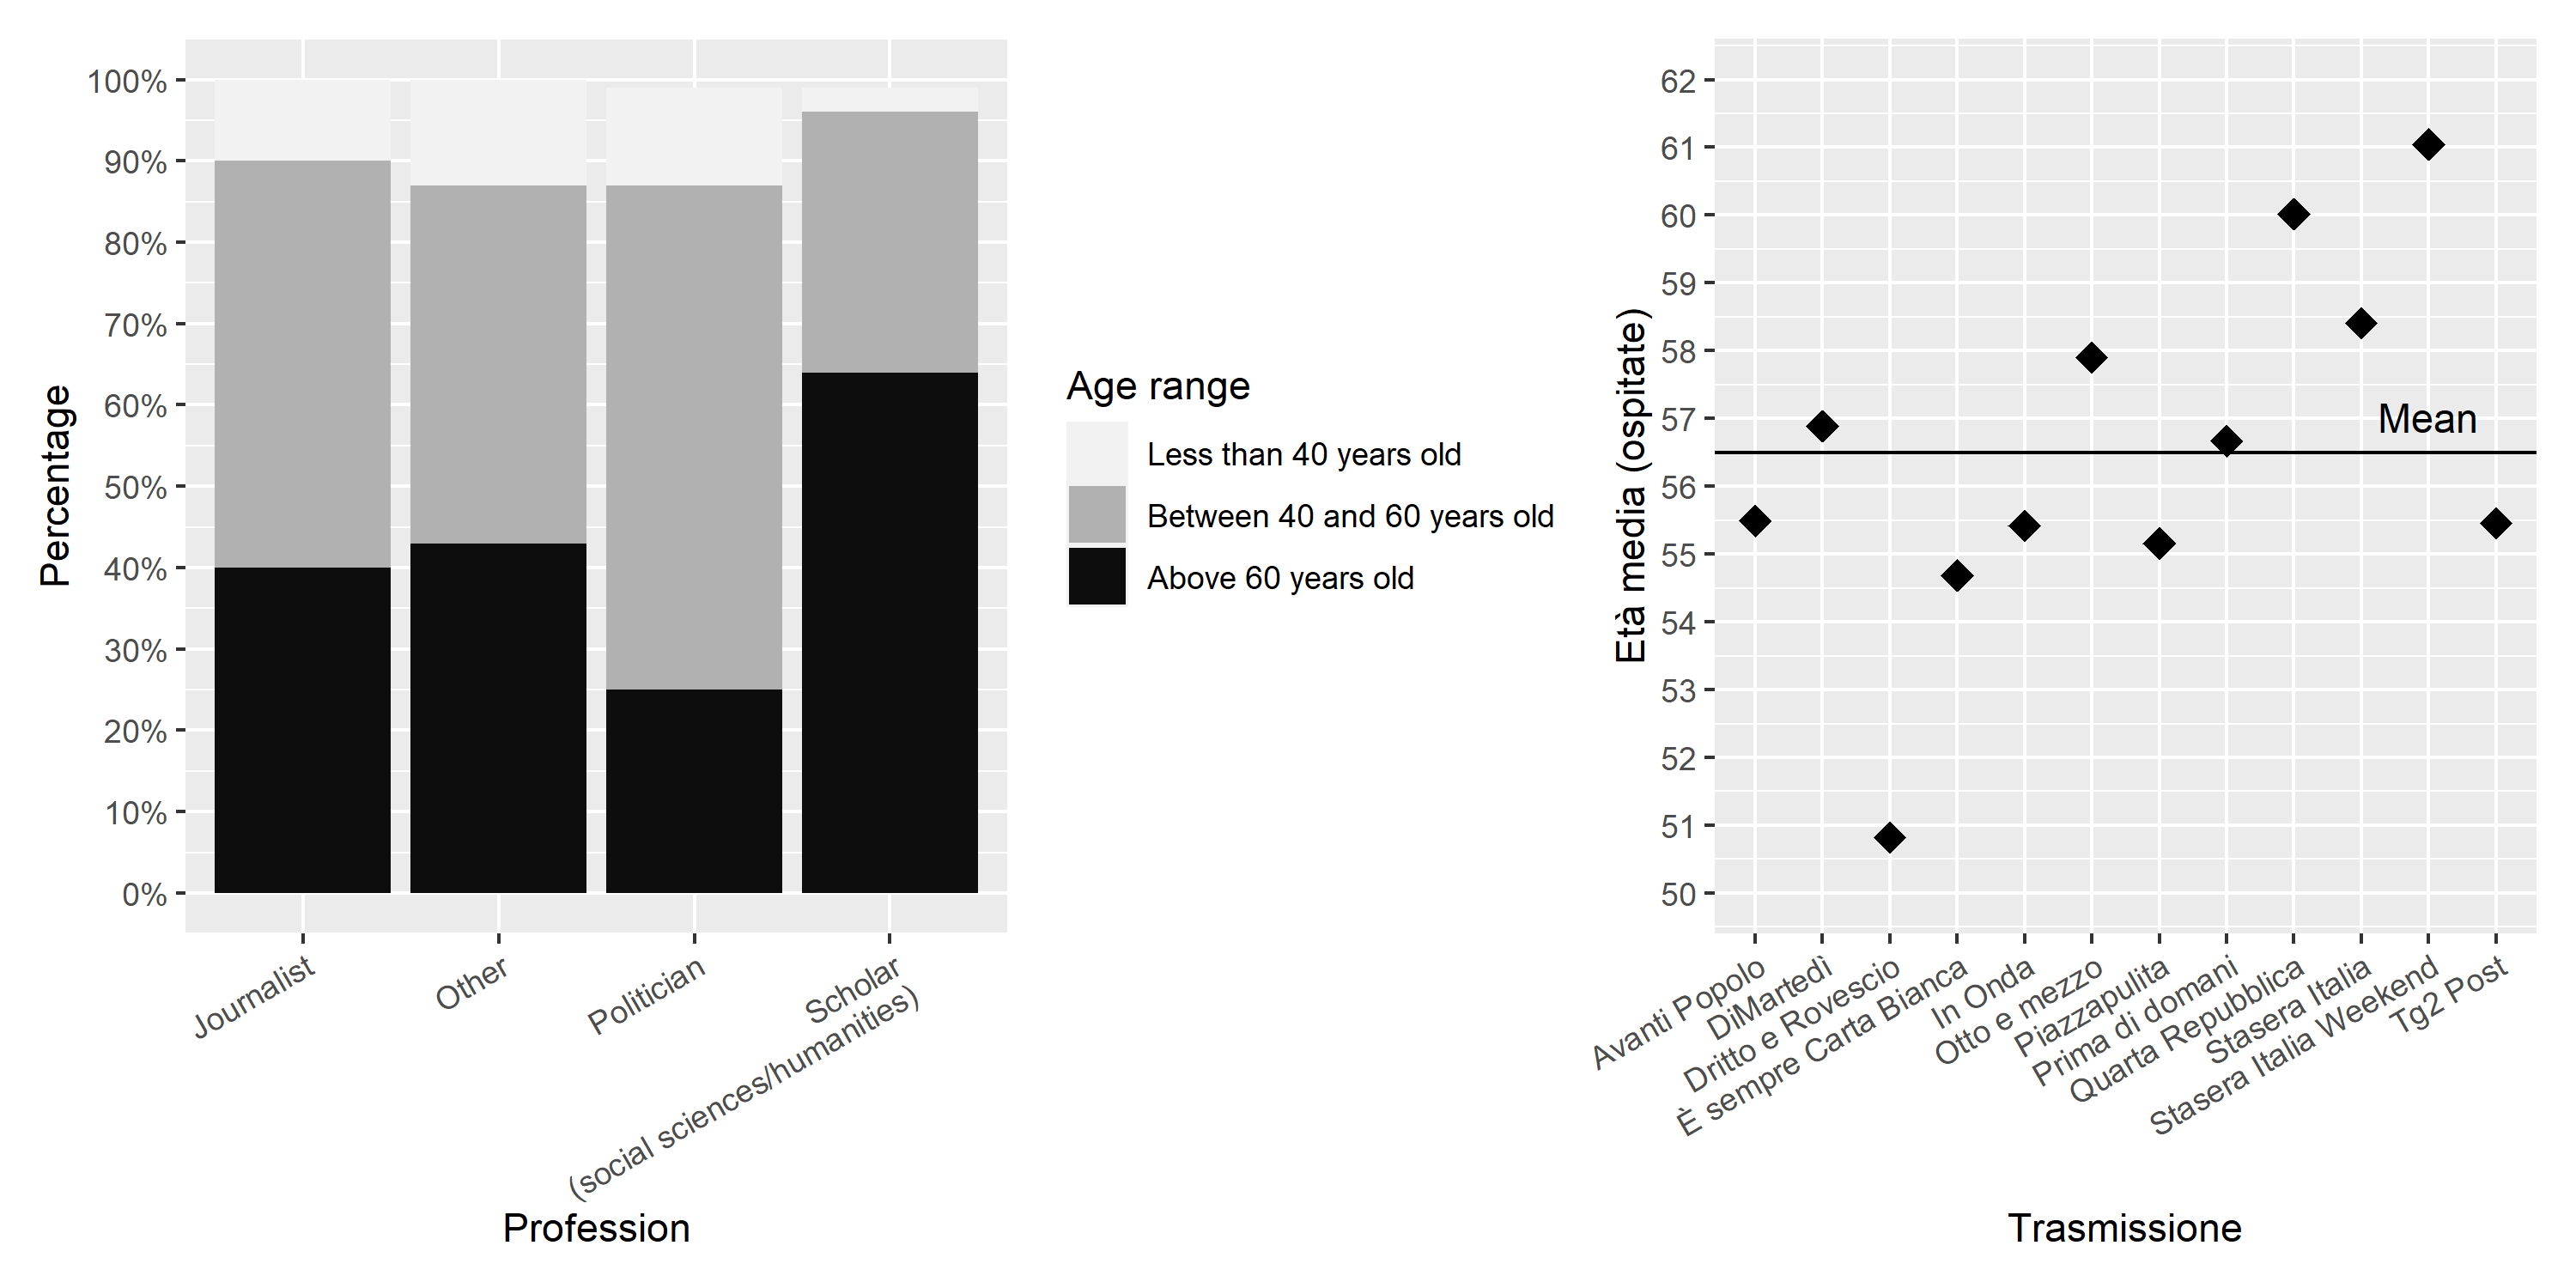 100%
90%
80%
70%
60%
50%
40%
30%
20%
10%
0%
Percentage
Journalist
Other
Politician
Scholar
(social sciences/humanities)
Profession
Age range
Less than 40 years old
Between 40 and 60 years old
Above 60 years old
62
61
60
59
58
57
56
55
54
53
52
51
50
Età media (ospitate)
Mean
Avanti Popolo
DiMartedì
Dritto e Rovescio
È sempre Carta Bianca
In Onda
Otto e mezzo
Piazzapulita
Prima di domani
Quarta Repubblica
Stasera Italia
Stasera Italia Weekend
Tg2 Post
Trasmissione